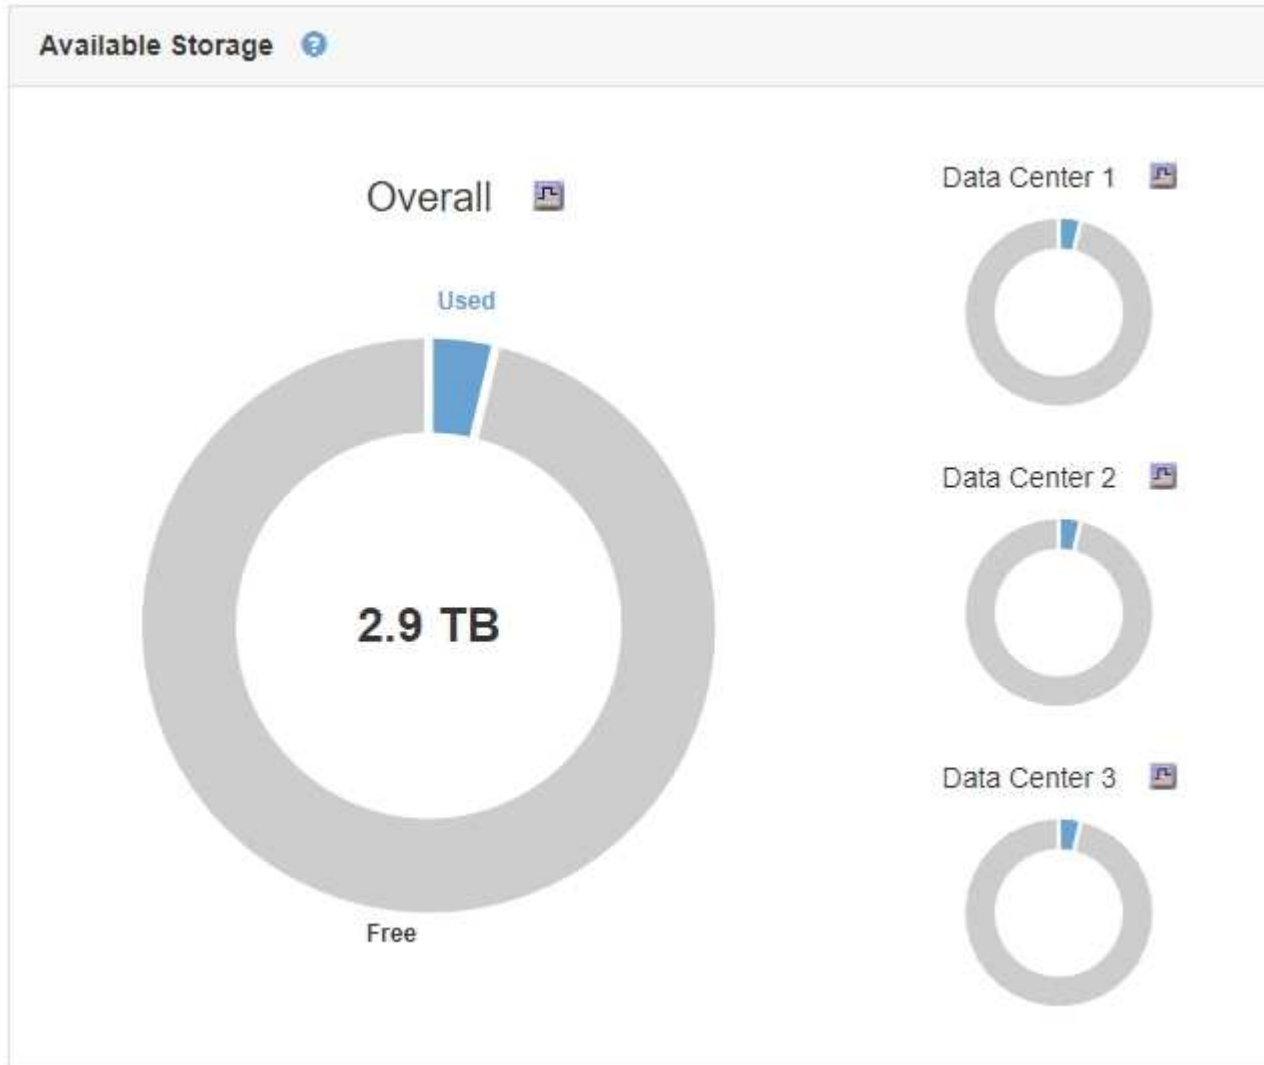 Available Storage
Overall
Used
2.9 TB
Free
Data Center 1
Data Center 2
Data Center 3